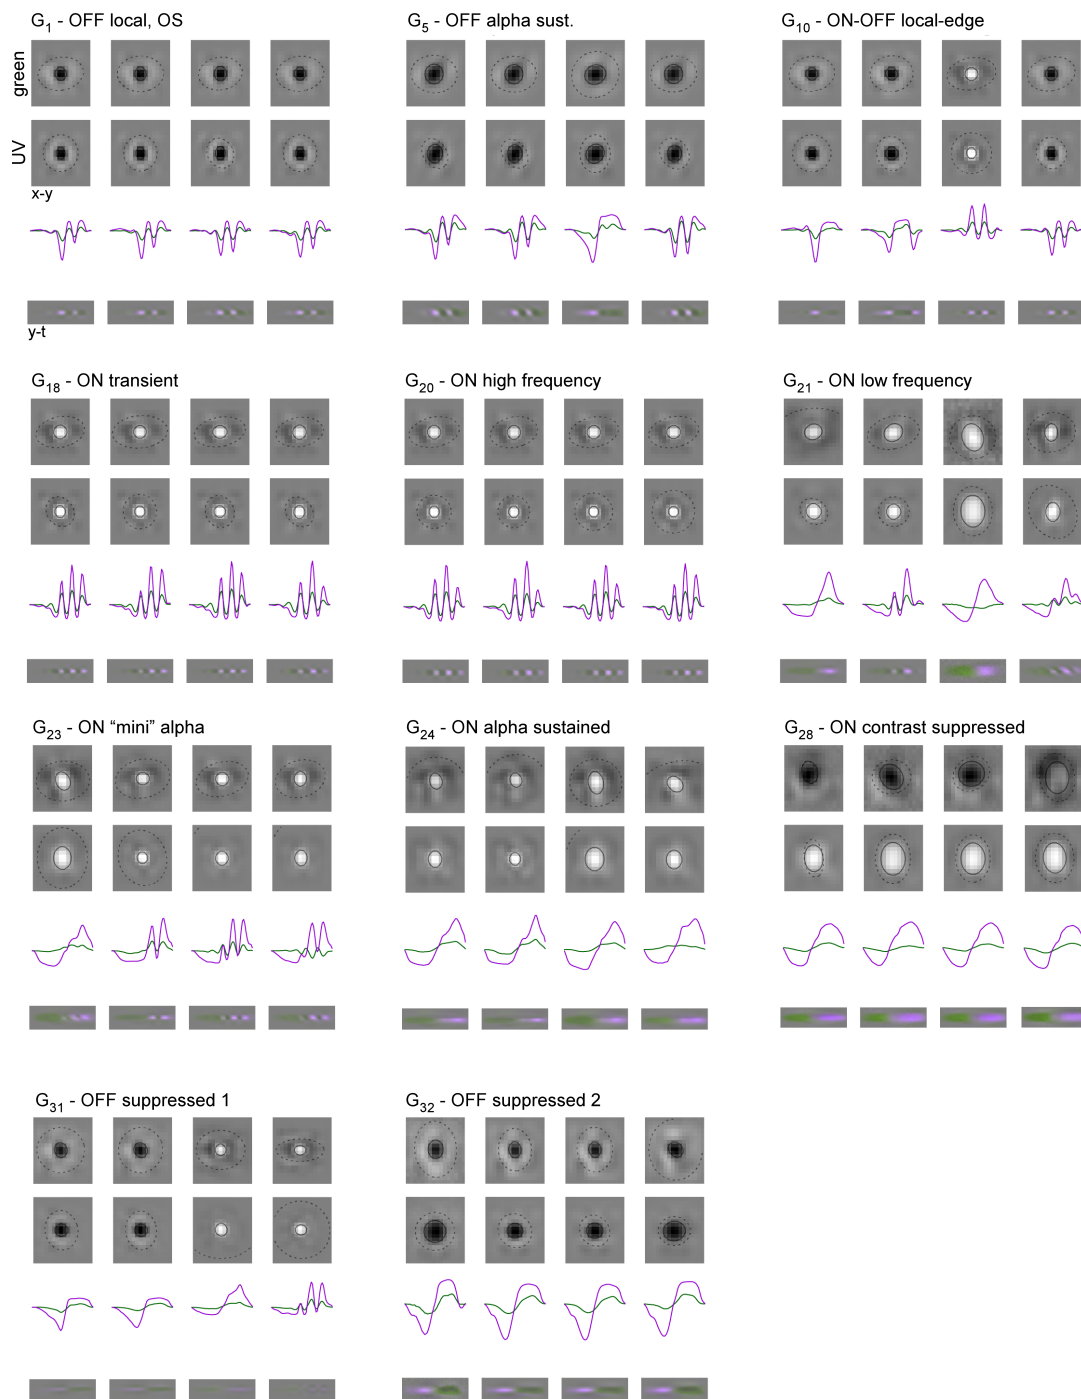 G1 - OFF local, OS
G5 - OFF alpha sust.
G10 - ON-OFF local-edge
green
UV
x-y
y-t
G18 - ON transient
G20 - ON high frequency
G21 - ON low frequency
G23 - ON “mini” alpha
G24 - ON alpha sustained
G28 - ON contrast suppressed
G31 - OFF suppressed 1
G32 - OFF suppressed 2